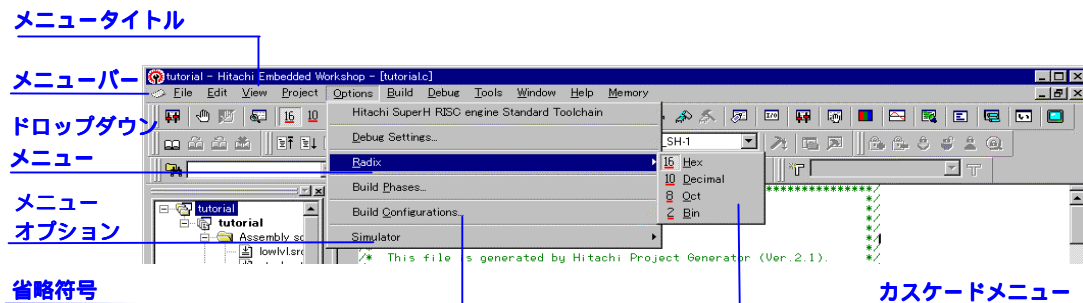 メニュータイトル
メニューバー
ドロップダウン
メニュー
メニュー
オプション
省略符号
カスケードメニュー
tutorial - Hitachi Embedded Workshop - [tutorial.c]
File Edit View Project Options Build Debug Tools Window Help Memory
16 10
Hitachi SuperH RISC engine Standard Toolchain
Debug Settings...
Radix
Build Phases...
Build Configurations...
Simulator
SH-1
16 Hex
10 Decimal
8 Oct
2 Bin
tutorial
tutorial
Assembly
lowlvl.src
****************/
*/
*/
*/
/* This file is generated by Hitachi Project Generator (Ver.2.1). */